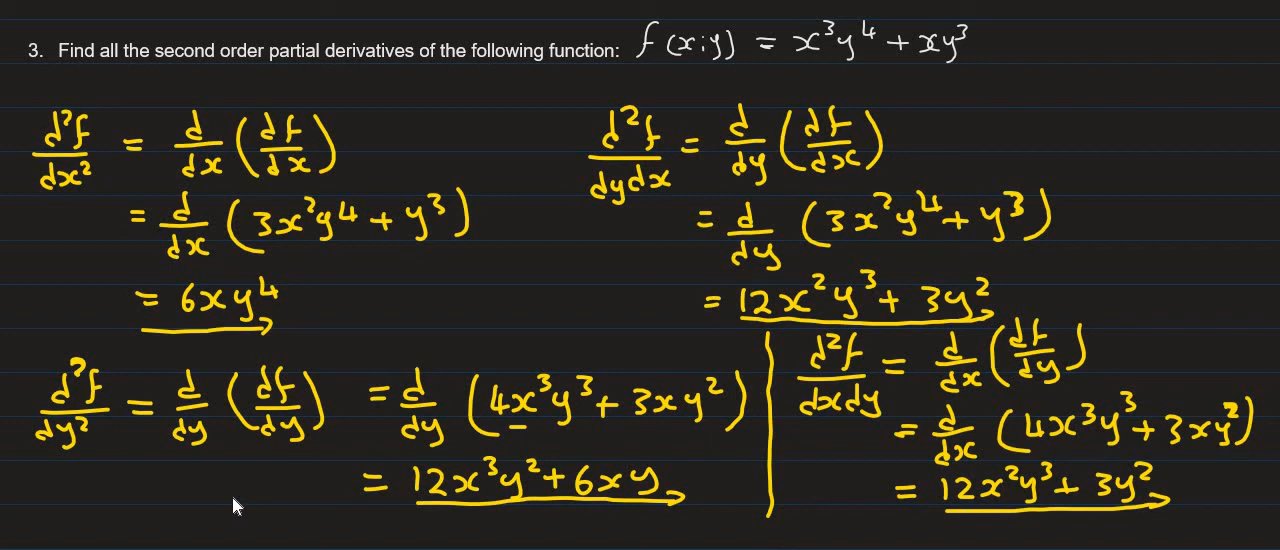 3. Find all the second order partial derivatives of the following function: f(x;y) = x³y⁴ + xy³
d²f/dx² = d/dx (df/dx)
= d/dx (3x²y⁴ + y³)
= 6xy⁴
d²f/dydx = d/dy (df/dx)
= d/dy (3x²y⁴ + y³)
= 12x²y³ + 3y²
d²f/dy² = d/dy (df/dy) = d/dy (4x³y³ + 3xy²)
= 12x³y² + 6xy
d²f/dxdy = d/dx (df/dy)
= d/dx (4x³y³ + 3xy²)
= 12x²y³ + 3y²